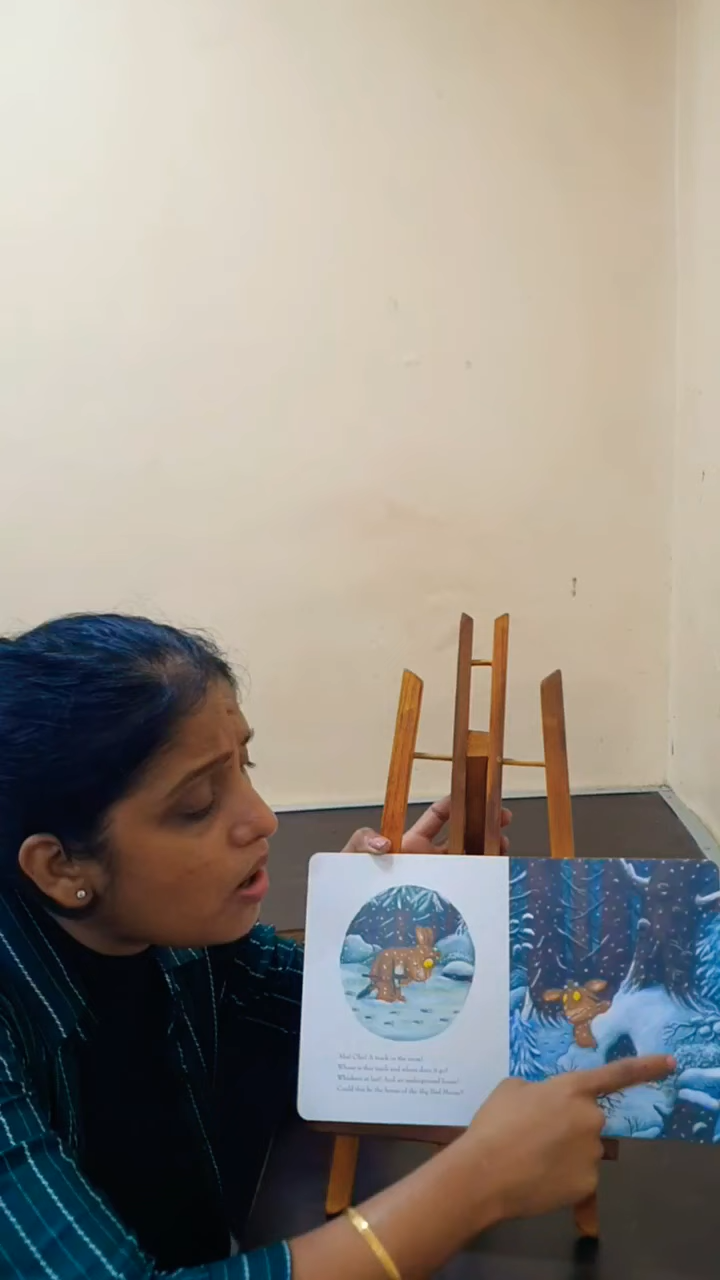 "Aha! Oho! A track in the snow!
Whose is this track and where does it go?
Whiskers at last! And an underground house!
Could this be the home of the Big Bad Mouse?"